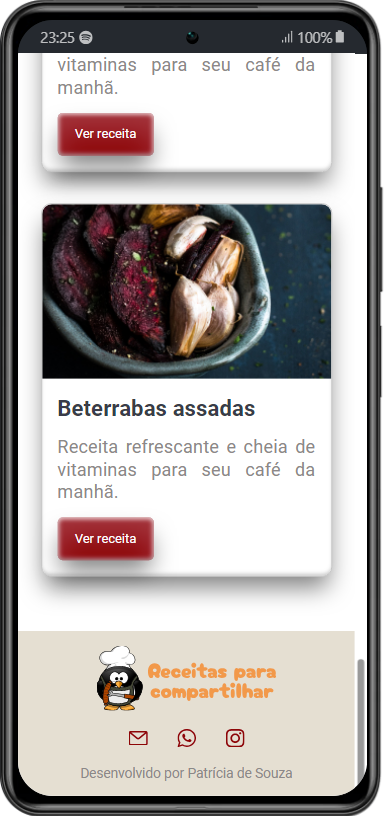 23:25
100%
vitaminas para seu café da
manhã.
Ver receita
Beterrabas assadas
Receita refrescante e cheia de
vitaminas para seu café da
manhã.
Ver receita
Receitas para
compartilhar
Desenvolvido por Patrícia de Souza